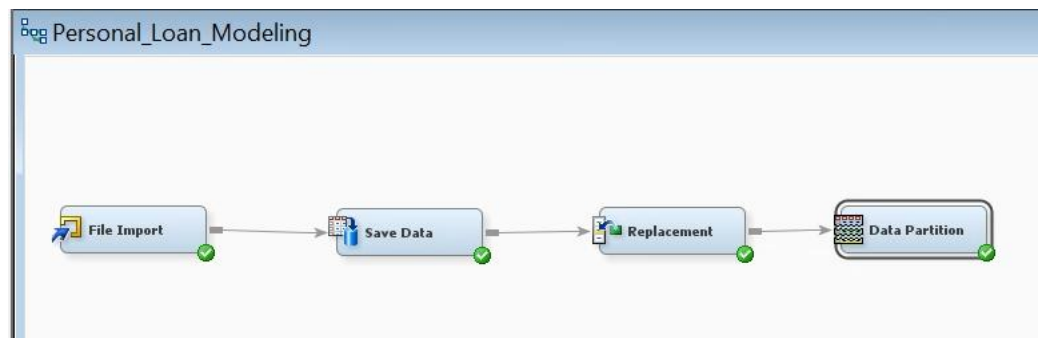 Personal_Loan_Modeling
File Import
Save Data
Replacement
Data Partition